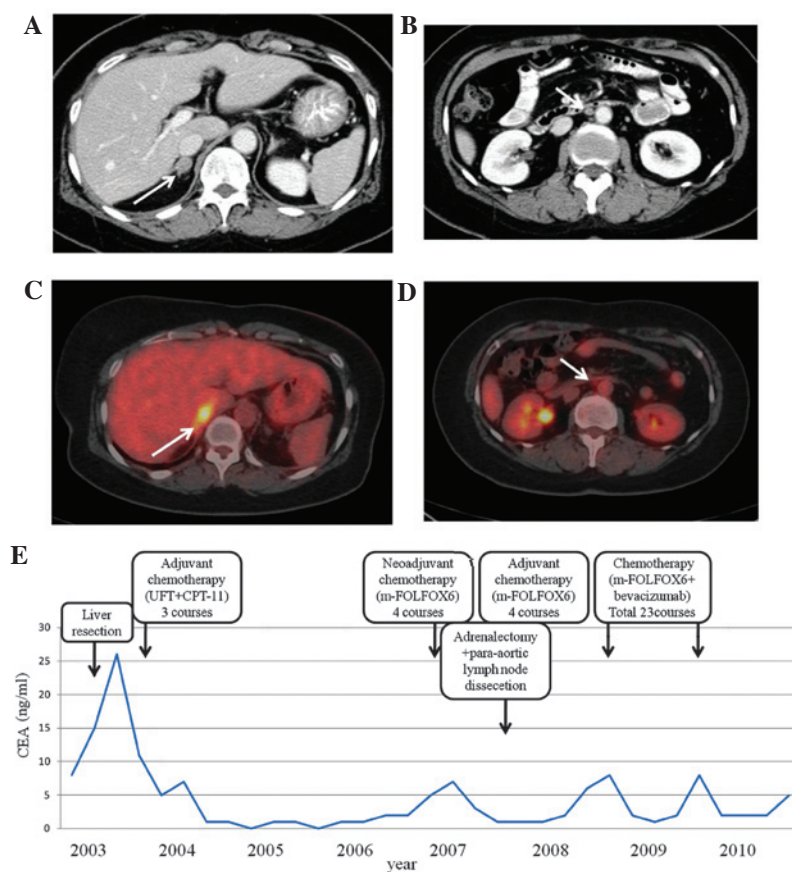 A
B
C
D
E
Adjuvant
chemotherapy
(UFT+CPT-11)
3 courses
Neoadjuvant
chemotherapy
(m-FOLFOX6)
4 courses
Adjuvant
chemotherapy
(m-FOLFOX6)
4 courses
Chemotherapy
(m-FOLFOX6+
bevacizumab)
Total 23courses
Liver
resection
Adrenalectomy
+para-aortic
lymph node
dissecetion
CEA (ng/ml)
30
25
20
15
10
5
0
2003
2004
2005
2006
2007
2008
2009
2010
year